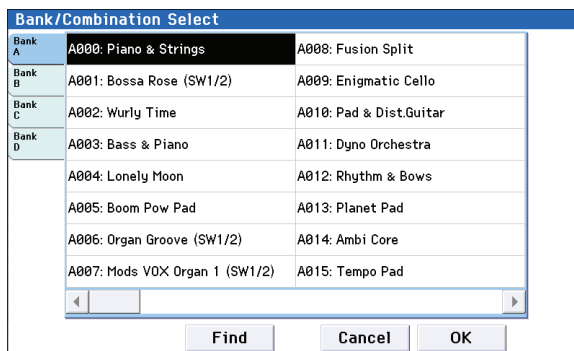 Bank/Combination Select
Bank
A
Bank
B
Bank
C
Bank
D
A000: Piano & Strings
A001: Bossa Rose (SW1/2)
A002: Wurly Time
A003: Bass & Piano
A004: Lonely Moon
A005: Boom Pow Pad
A006: Organ Groove (SW1/2)
A007: Mods VOX Organ 1 (SW1/2)
A008: Fusion Split
A009: Enigmatic Cello
A010: Pad & Dist.Guitar
A011: Dyno Orchestra
A012: Rhythm & Bows
A013: Planet Pad
A014: Ambi Core
A015: Tempo Pad
Find
Cancel
OK